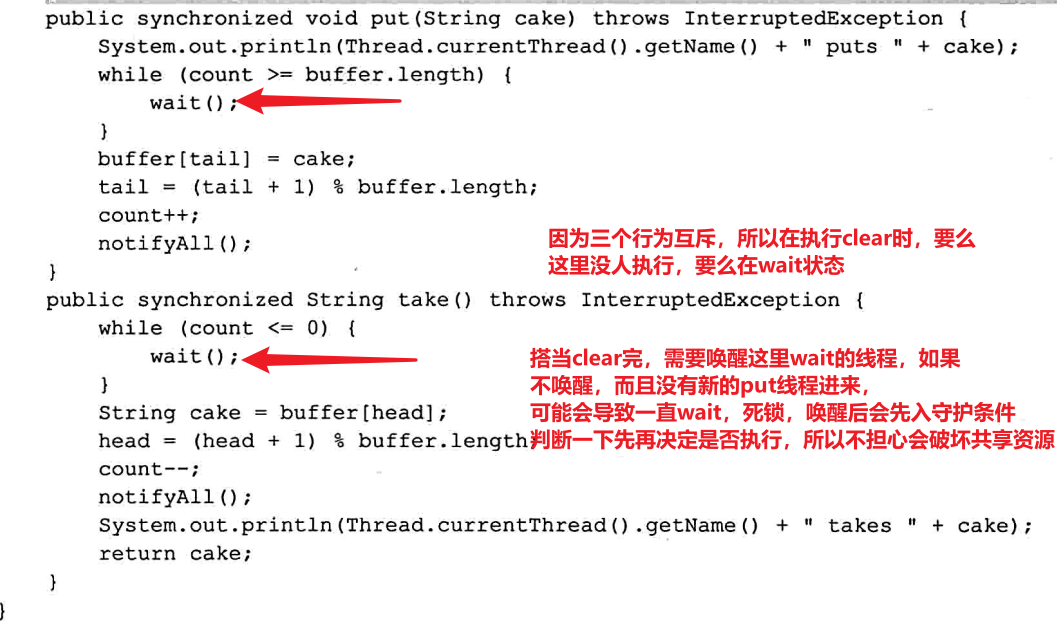 public synchronized void put(String cake) throws InterruptedException {
System.out.println(Thread.currentThread().getName() + " puts " + cake);
while (count >= buffer.length) {
wait();
}
buffer[tail] = cake;
tail = (tail + 1) % buffer.length;
count++;
notifyAll();
}
因为三个行为互斥，所以在执行clear时，要么
这里没人执行，要么在wait状态
public synchronized String take() throws InterruptedException {
while (count <= 0) {
wait();
}
搭当clear完，需要唤醒这里wait的线程，如果
不唤醒，而且没有新的put线程进来，
可能会导致一直wait，死锁，唤醒后会先入守护条件
判断一下先再决定是否执行，所以不担心会破坏共享资源
String cake = buffer[head];
head = (head + 1) % buffer.length;
count--;
notifyAll();
System.out.println(Thread.currentThread().getName() + " takes " + cake);
return cake;
}
}